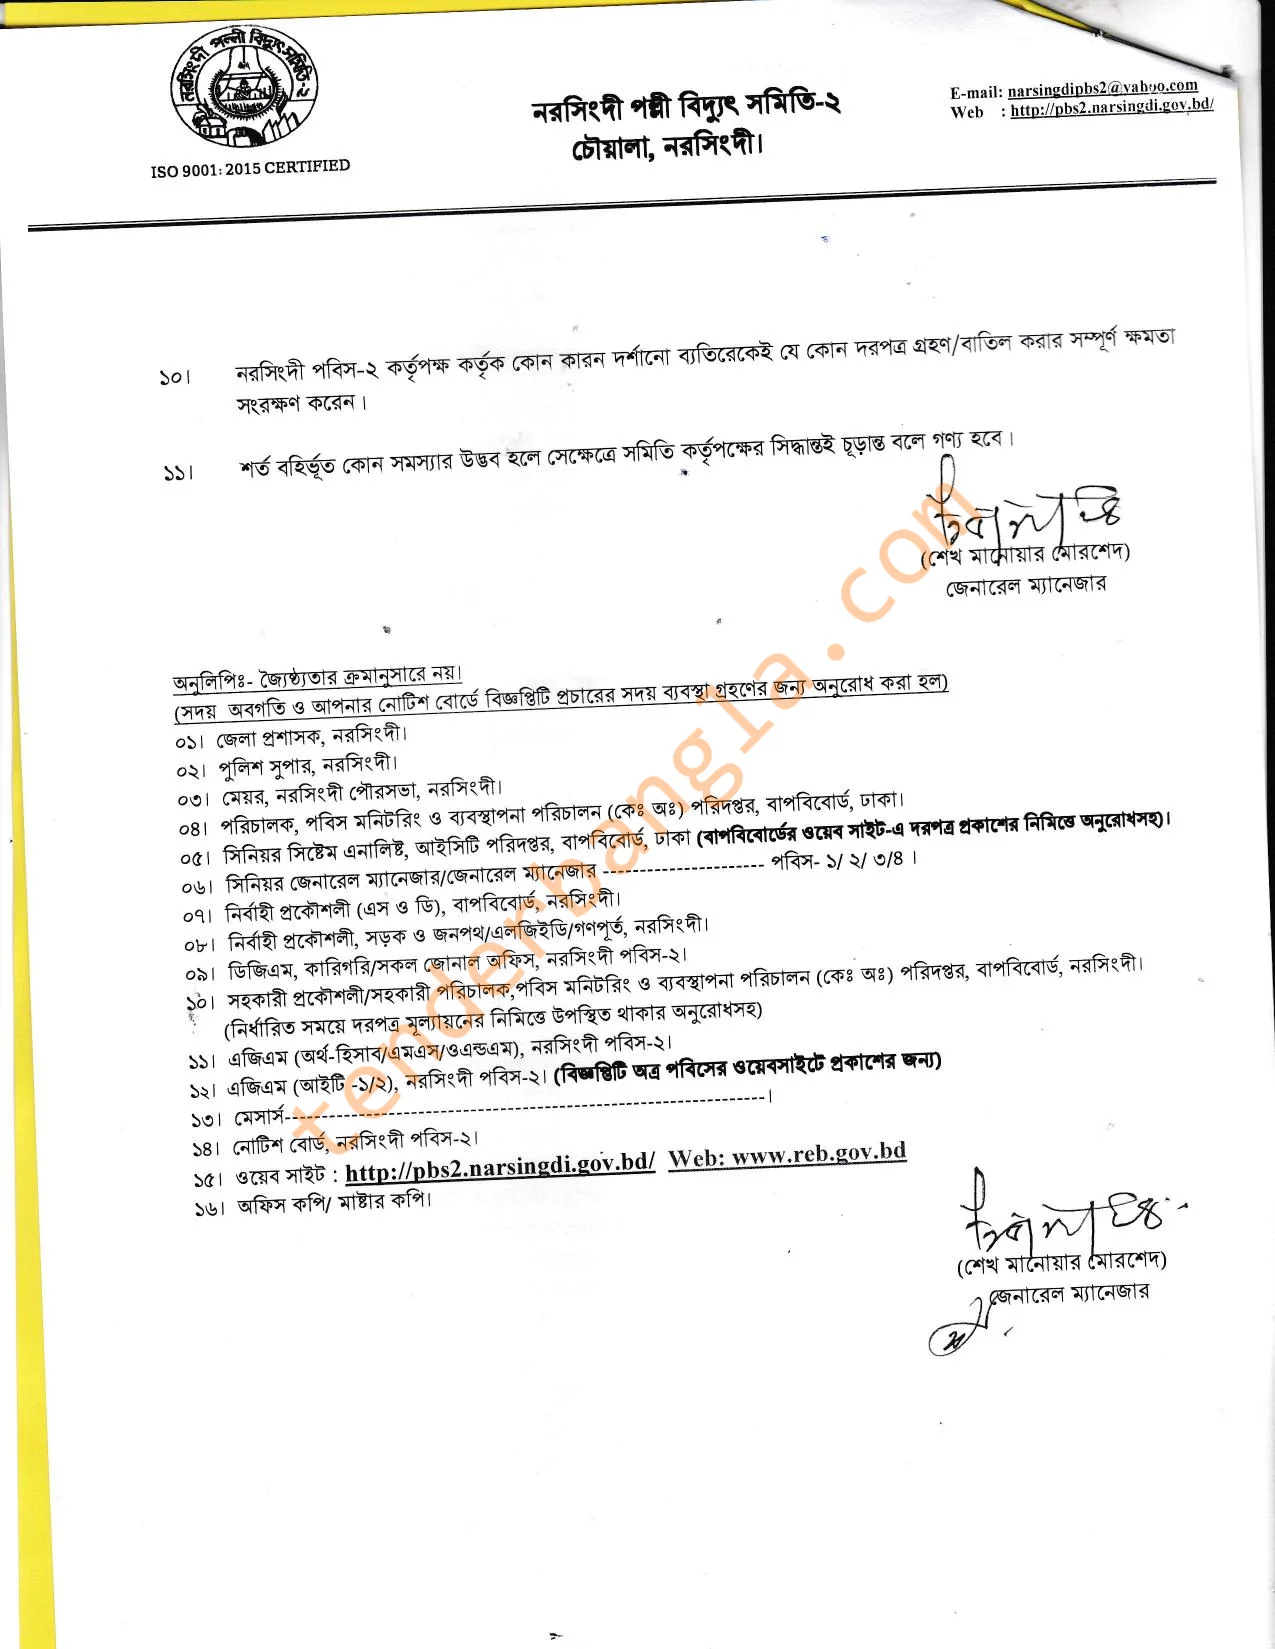 নরসিংদী পল্লী বিদ্যুৎ সমিতি-২
ISO 9001: 2015 CERTIFIED
নরসিংদী পল্লী বিদ্যুৎ সমিতি-২
চৌয়ালা, নরসিংদী।
E-mail: narsingdipbs2@yahoo.com
Web : http://pbs2.narsingdi.gov.bd/
১০। নরসিংদী পবিস-২ কর্তৃপক্ষ কর্তৃক কোন কারন দর্শানো ব্যতিরেকেই যে কোন দরপত্র গ্রহণ/বাতিল করার সম্পূর্ণ ক্ষমতা
সংরক্ষণ করেন।
১১। শর্ত বহির্ভূত কোন সমস্যার উদ্ভব হলে সেক্ষেত্রে সমিতি কর্তৃপক্ষের সিদ্ধান্তই চূড়ান্ত বলে গণ্য হবে।
(শেখ মানোয়ার মোরশেদ)
জেনারেল ম্যানেজার
অনুলিপিঃ- জ্যৈষ্ঠ্যতার ক্রমানুসারে নয়।
(সদয় অবগতি ও আপনার নোটিশ বোর্ডে বিজ্ঞপ্তিটি প্রচারের সদয় ব্যবস্থা গ্রহণের জন্য অনুরোধ করা হল)
০১। জেলা প্রশাসক, নরসিংদী।
০২। পুলিশ সুপার, নরসিংদী।
০৩। মেয়র, নরসিংদী পৌরসভা, নরসিংদী।
০৪। পরিচালক, পবিস মনিটরিং ও ব্যবস্থাপনা পরিচালন (কেঃ অঃ) পরিদপ্তর, বাপবিবোর্ড, ঢাকা।
০৫। সিনিয়র সিষ্টেম এনালিষ্ট, আইসিটি পরিদপ্তর, বাপবিবোর্ড, ঢাকা (বাপবিবোর্ডের ওয়েব সাইট-এ দরপত্র প্রকাশের নিমিত্তে অনুরোধসহ)।
০৬। সিনিয়র জেনারেল ম্যানেজার/জেনারেল ম্যানেজার ---------------------- পবিস- ১/ ২/ ৩/৪ ।
০৭। নির্বাহী প্রকৌশলী (এস ও ডি), বাপবিবোর্ড, নরসিংদী।
০৮। নির্বাহী প্রকৌশলী, সড়ক ও জনপথ/এলজিইডি/গণপূর্ত, নরসিংদী।
০৯। ডিজিএম, কারিগরি/সকল জোনাল অফিস, নরসিংদী পবিস-২।
১০। সহকারী প্রকৌশলী/সহকারী পরিচালক,পবিস মনিটরিং ও ব্যবস্থাপনা পরিচালন (কেঃ অঃ) পরিদপ্তর, বাপবিবোর্ড, নরসিংদী।
(নির্ধারিত সময়ে দরপত্র মূল্যায়নের নিমিত্তে উপস্থিত থাকার অনুরোধসহ)
১১। এজিএম (অর্থ-হিসাব/এমএস/ওএন্ডএম), নরসিংদী পবিস-২।
১২। এজিএম (আইটি -১/২), নরসিংদী পবিস-২। (বিজ্ঞপ্তিটি অত্র পবিসের ওয়েবসাইটে প্রকাশের জন্য)
১৩। মেসার্স-----------------------------------------------------------------।
১৪। নোটিশ বোর্ড, নরসিংদী পবিস-২।
১৫। ওয়েব সাইট : http://pbs2.narsingdi.gov.bd/ Web: www.reb.gov.bd
১৬। অফিস কপি/ মাষ্টার কপি।
(শেখ মানোয়ার মোরশেদ)
জেনারেল ম্যানেজার
tenderbangla.com